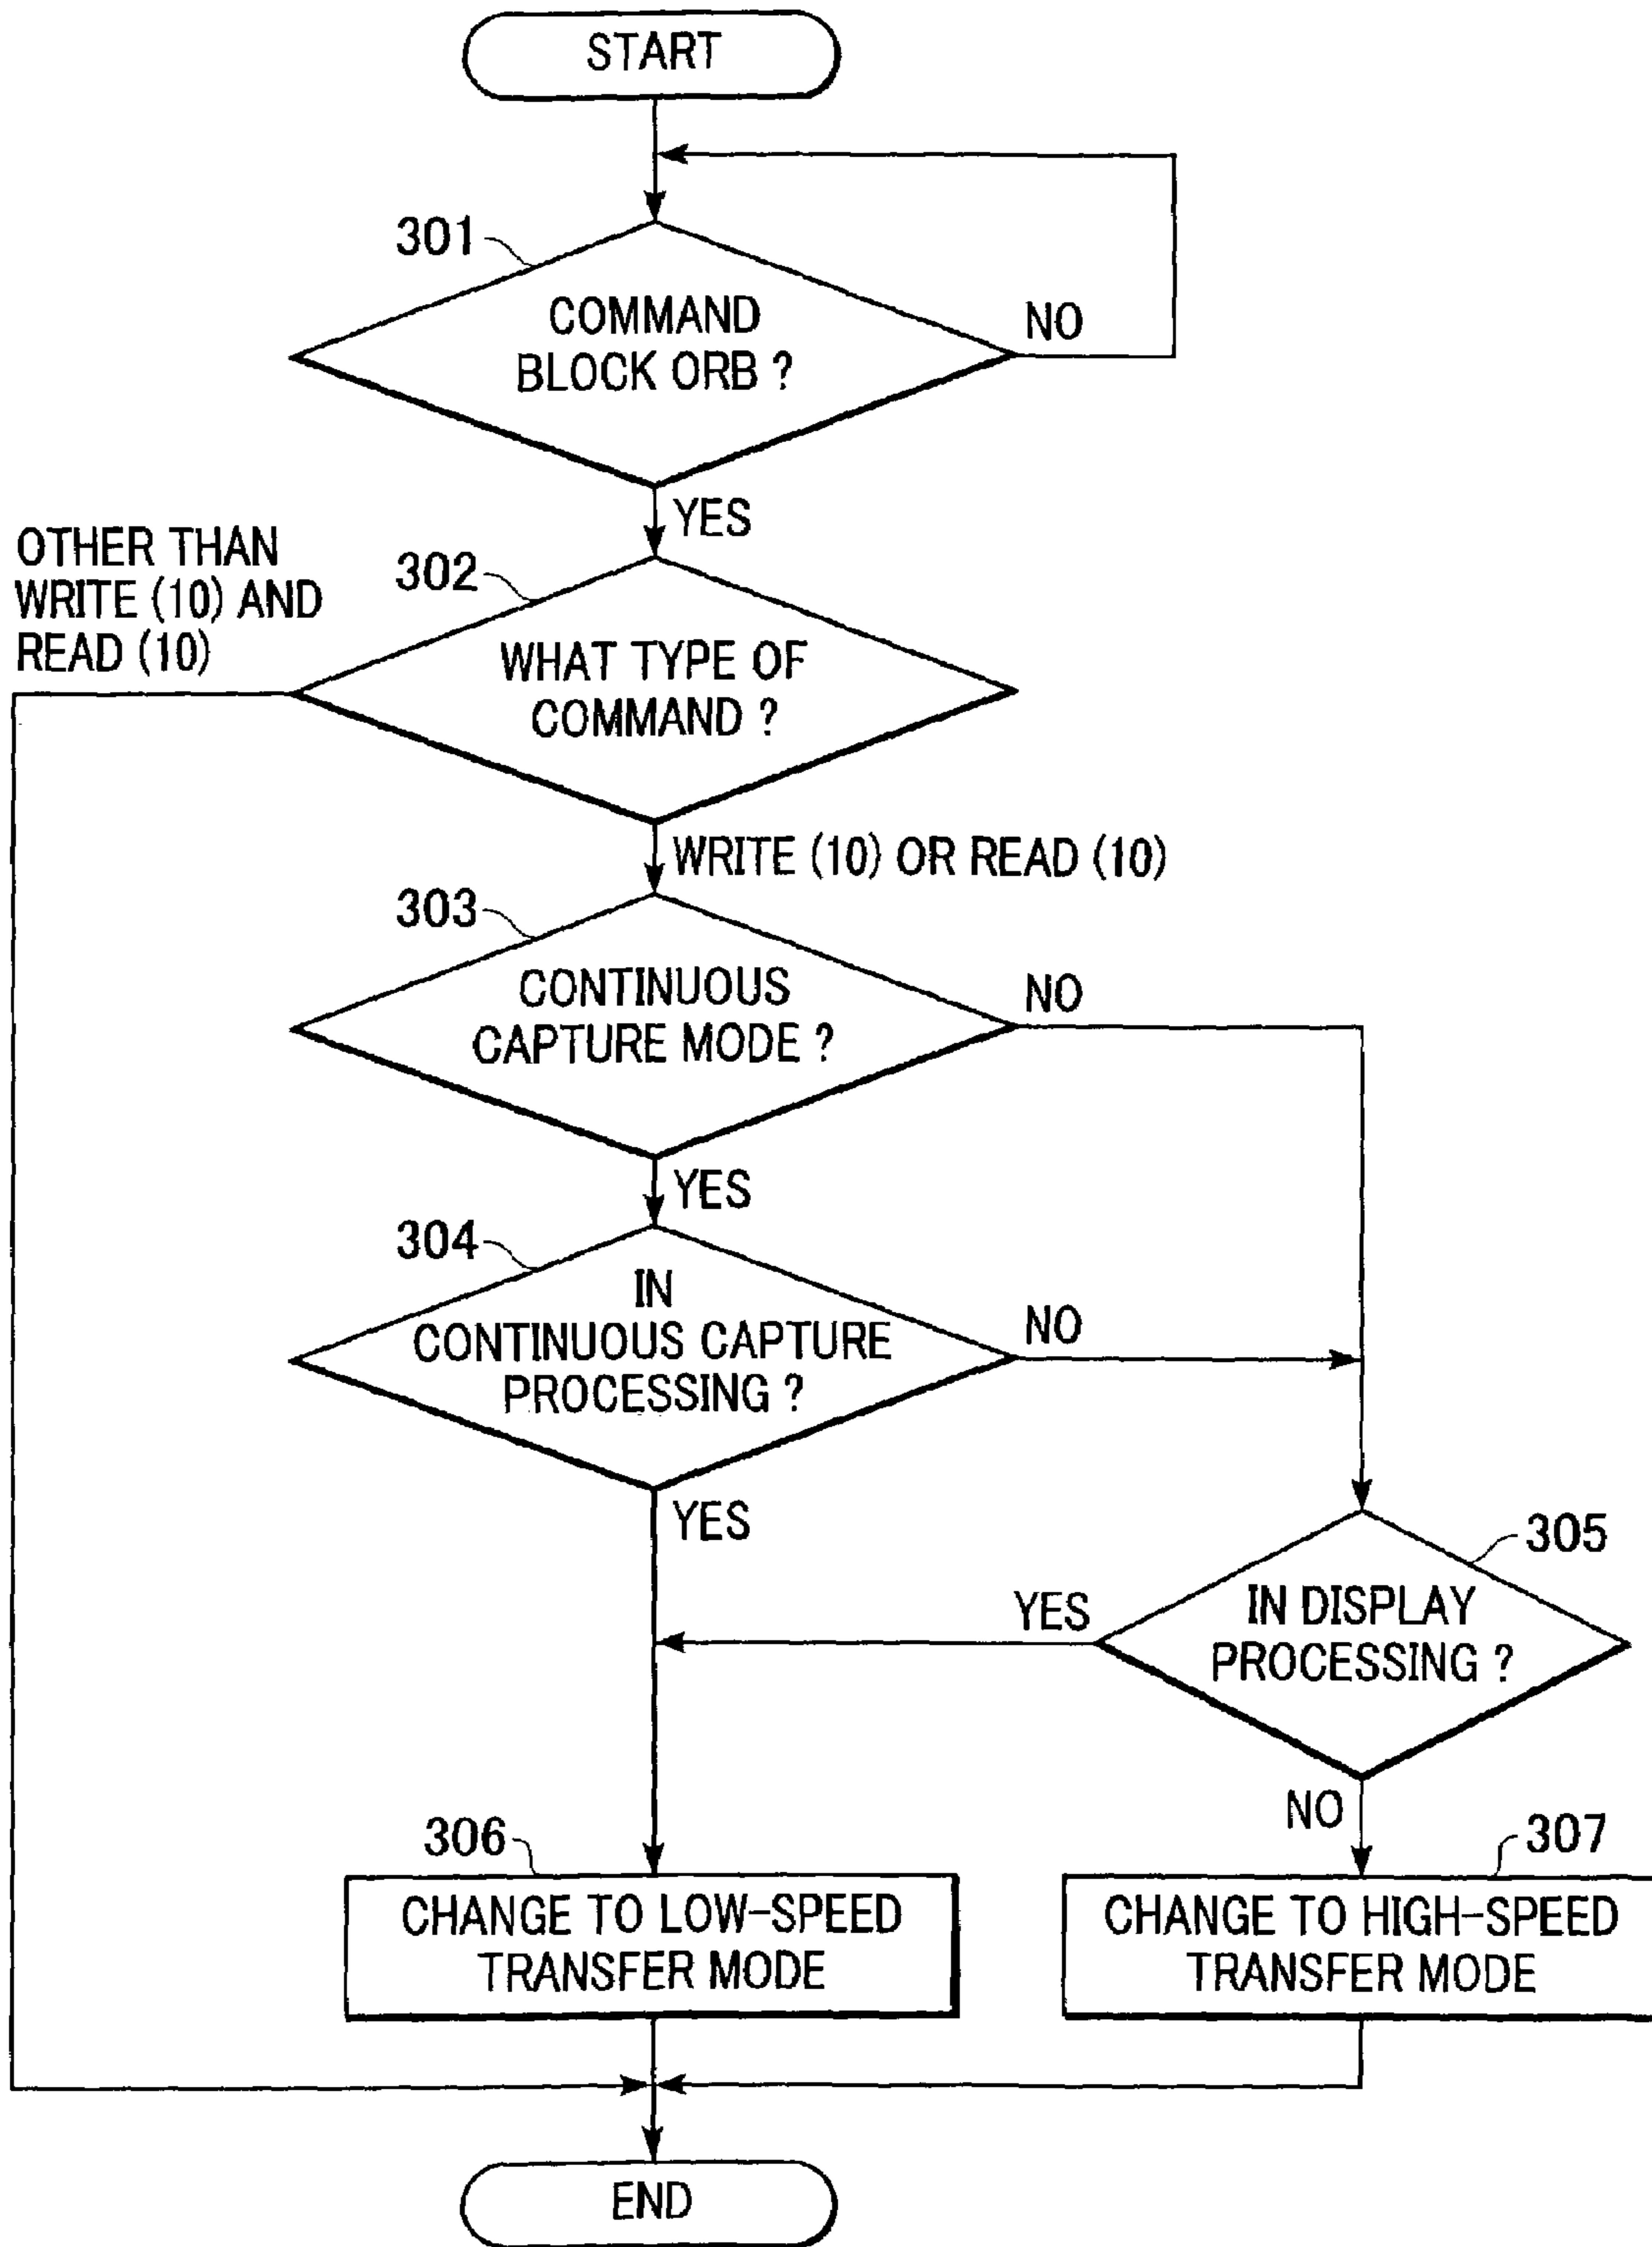 START
301
COMMAND
BLOCK ORB ?
NO
YES
OTHER THAN
WRITE (10) AND
READ (10)
302
WHAT TYPE OF
COMMAND ?
WRITE (10) OR READ (10)
303
CONTINUOUS
CAPTURE MODE ?
NO
YES
304
IN
CONTINUOUS CAPTURE
PROCESSING ?
NO
YES
305
IN DISPLAY
PROCESSING ?
YES
NO
306
CHANGE TO LOW-SPEED
TRANSFER MODE
307
CHANGE TO HIGH-SPEED
TRANSFER MODE
END